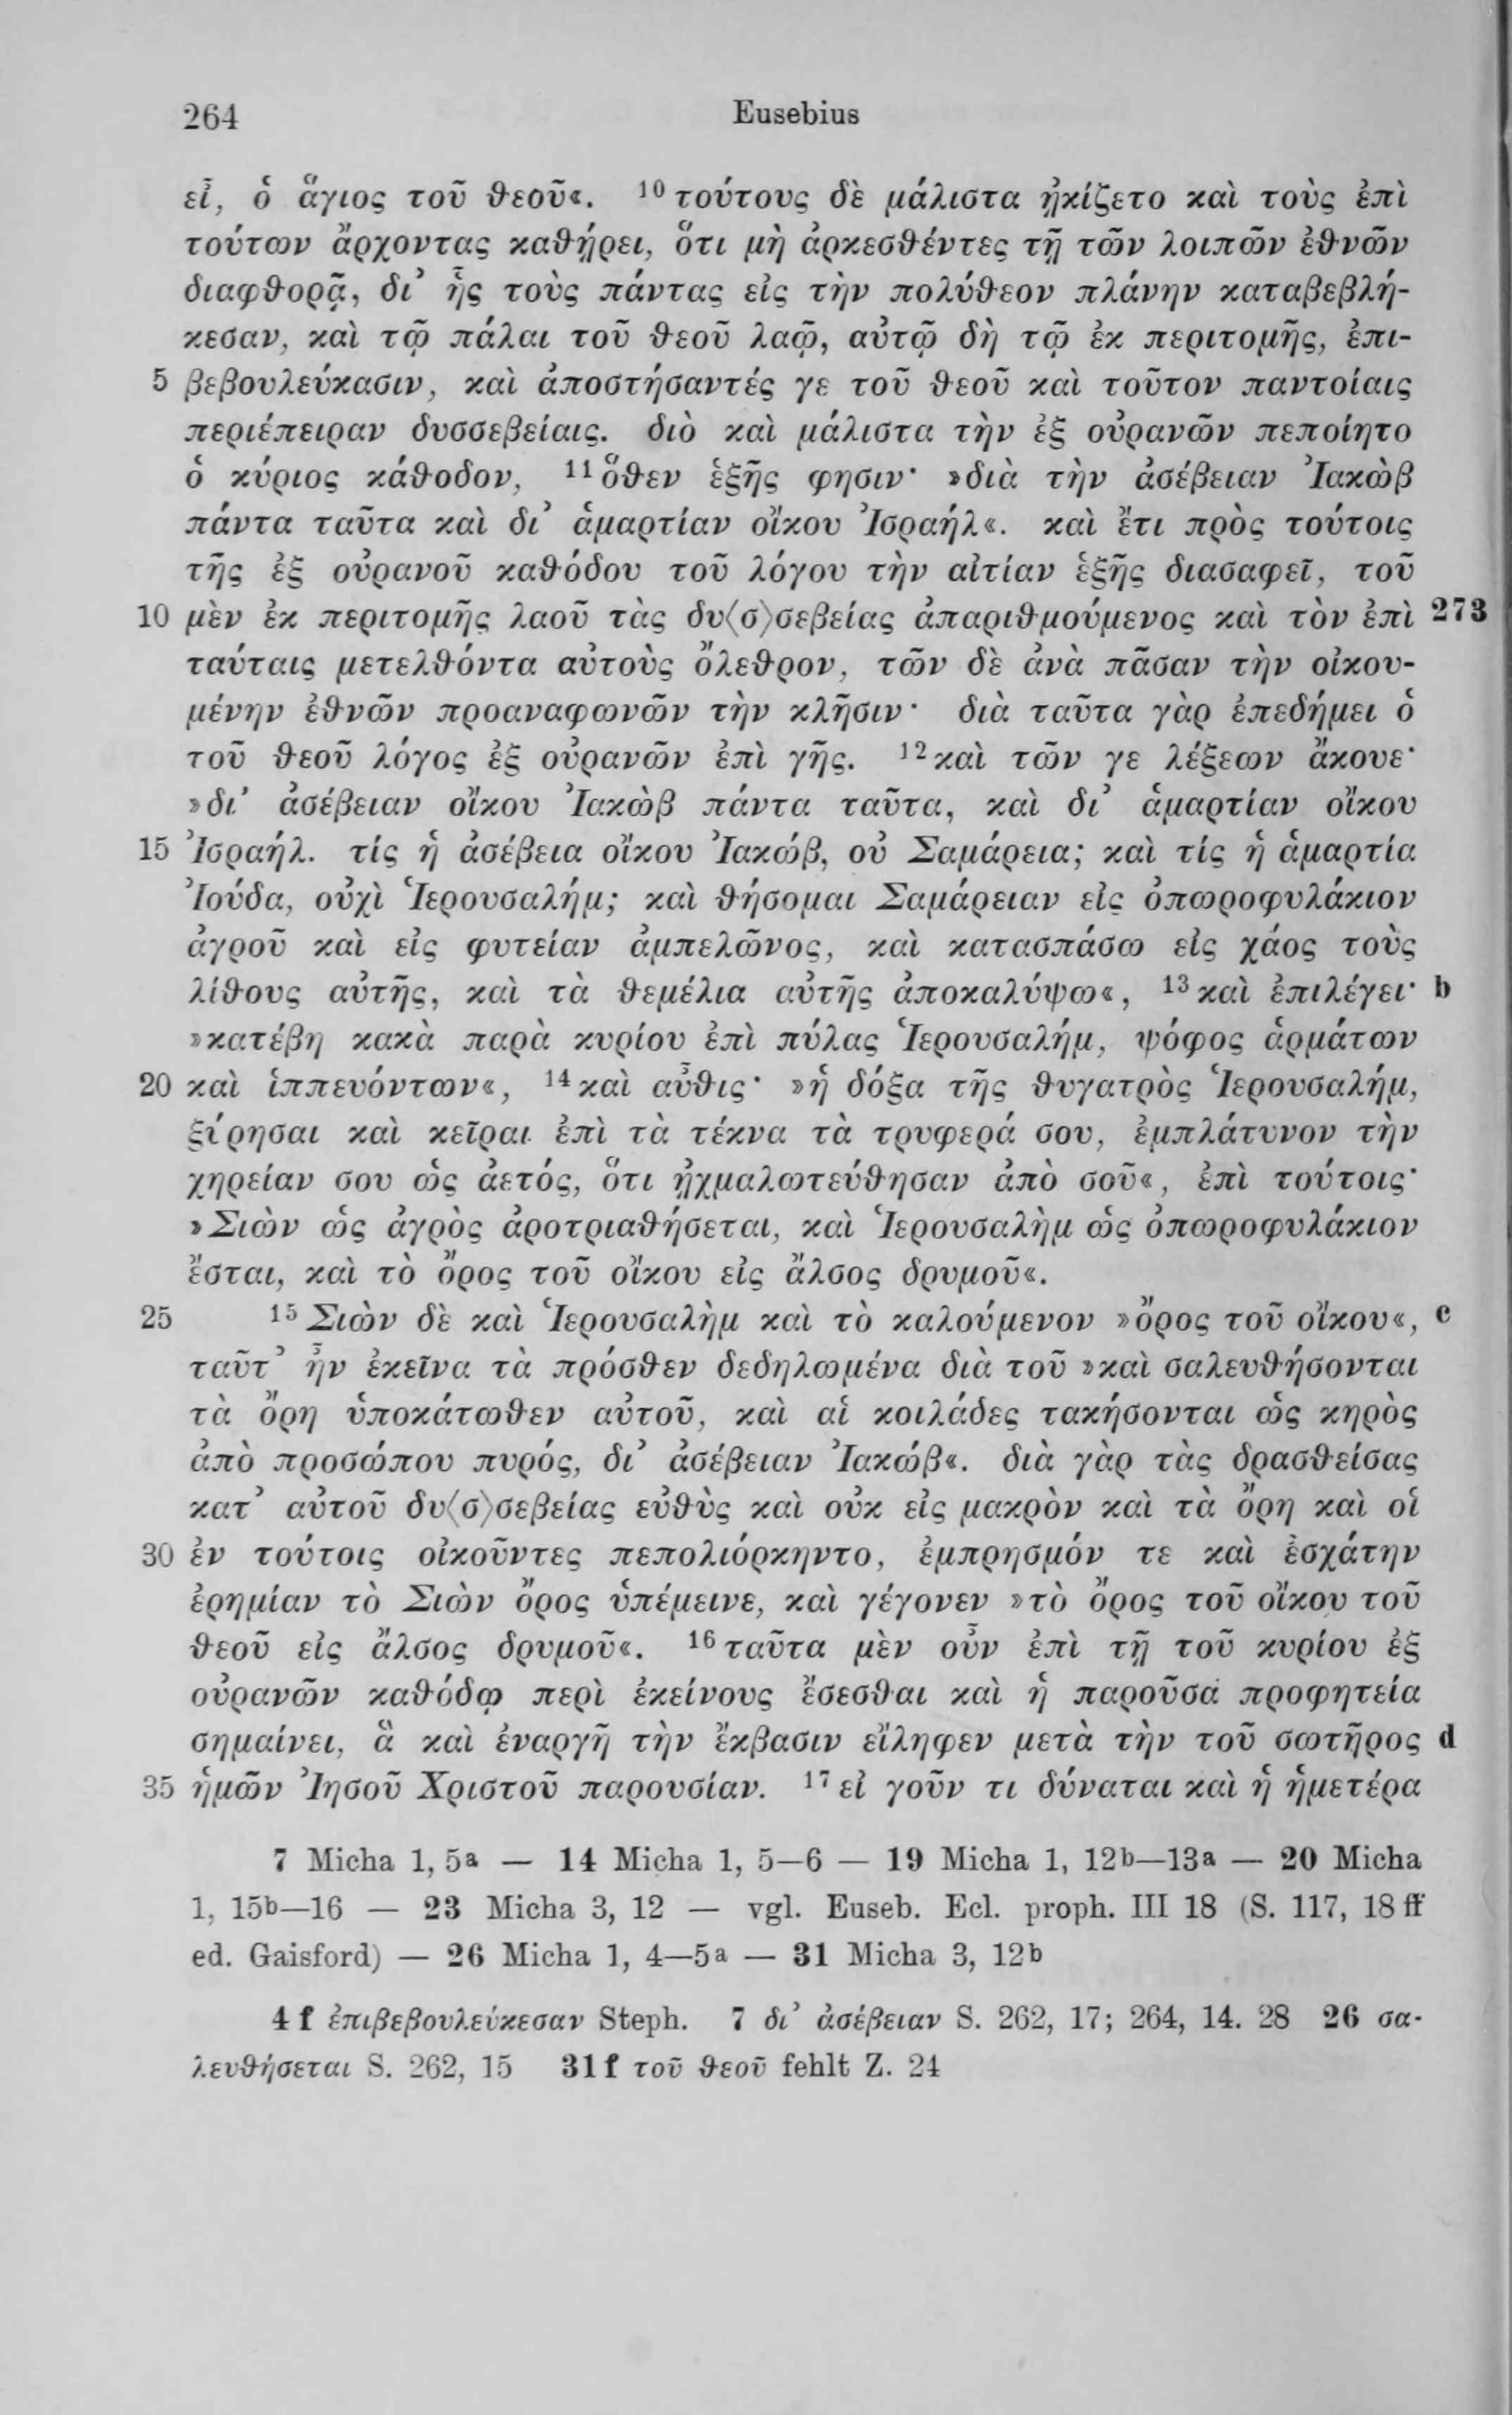 264 Eusebius
εἶ, ὁ ἅγιος τοῦ θεοῦ«. ¹⁰ τούτους δὲ μάλιστα ᾐκίζετο καὶ τοὺς ἐπὶ
τούτων ἄρχοντας καθῄρει, ὅτι μὴ ἀρκεσθέντες τῇ τῶν λοιπῶν ἐθνῶν
διαφθορᾷ, δι’ ἧς τοὺς πάντας εἰς τὴν πολύθεον πλάνην καταβεβλή-
κεσαν, καὶ τῷ πάλαι τοῦ θεοῦ λαῷ, αὐτῷ δὴ τῷ ἐκ περιτομῆς, ἐπι-
5 βεβουλεύκασιν, καὶ ἀποστήσαντές γε τοῦ θεοῦ καὶ τοῦτον παντοίαις
περιέπειραν δυσσεβείαις. διὸ καὶ μάλιστα τὴν ἐξ οὐρανῶν πεποίητο
ὁ κύριος κάθοδον, ¹¹ ὅθεν ἑξῆς φησιν· »διὰ τὴν ἀσέβειαν Ἰακὼβ
πάντα ταῦτα καὶ δι’ ἁμαρτίαν οἴκου Ἰσραήλ«. καὶ ἔτι πρὸς τούτοις
τῆς ἐξ οὐρανοῦ καθόδου τοῦ λόγου τὴν αἰτίαν ἑξῆς διασαφεῖ, τοῦ
10 μὲν ἐκ περιτομῆς λαοῦ τὰς δυ⟨σ⟩σεβείας ἀπαριθμούμενος καὶ τὸν ἐπὶ 273
ταύταις μετελθόντα αὐτοὺς ὄλεθρον, τῶν δὲ ἀνὰ πᾶσαν τὴν οἰκου-
μένην ἐθνῶν προαναφωνῶν τὴν κλῆσιν· διὰ ταῦτα γὰρ ἐπεδήμει ὁ
τοῦ θεοῦ λόγος ἐξ οὐρανῶν ἐπὶ γῆς. ¹² καὶ τῶν γε λέξεων ἄκουε·
»δι’ ἀσέβειαν οἴκου Ἰακὼβ πάντα ταῦτα, καὶ δι’ ἁμαρτίαν οἴκου
15 Ἰσραήλ. τίς ἡ ἀσέβεια οἴκου Ἰακώβ, οὐ Σαμάρεια; καὶ τίς ἡ ἁμαρτία
Ἰούδα, οὐχὶ Ἱερουσαλήμ; καὶ θήσομαι Σαμάρειαν εἰς ὀπωροφυλάκιον
ἀγροῦ καὶ εἰς φυτείαν ἀμπελῶνος, καὶ κατασπάσω εἰς χάος τοὺς
λίθους αὐτῆς, καὶ τὰ θεμέλια αὐτῆς ἀποκαλύψω«, ¹³ καὶ ἐπιλέγει· b
»κατέβη κακὰ παρὰ κυρίου ἐπὶ πύλας Ἱερουσαλήμ, ψόφος ἁρμάτων
20 καὶ ἱππευόντων«, ¹⁴ καὶ αὖθις· »ἡ δόξα τῆς θυγατρὸς Ἱερουσαλήμ,
ξίρησαι καὶ κεῖραι ἐπὶ τὰ τέκνα τὰ τρυφερά σου, ἐμπλάτυνον τὴν
χηρείαν σου ὡς ἀετός, ὅτι ᾐχμαλωτεύθησαν ἀπὸ σοῦ«, ἐπὶ τούτοις·
»Σιὼν ὡς ἀγρὸς ἀροτριαθήσεται, καὶ Ἱερουσαλὴμ ὡς ὀπωροφυλάκιον
ἔσται, καὶ τὸ ὄρος τοῦ οἴκου εἰς ἄλσος δρυμοῦ«.
25 ¹⁵ Σιὼν δὲ καὶ Ἱερουσαλὴμ καὶ τὸ καλούμενον »ὄρος τοῦ οἴκου«, c
ταῦτ’ ἦν ἐκεῖνα τὰ πρόσθεν δεδηλωμένα διὰ τοῦ »καὶ σαλευθήσονται
τὰ ὄρη ὑποκάτωθεν αὐτοῦ, καὶ αἱ κοιλάδες τακήσονται ὡς κηρὸς
ἀπὸ προσώπου πυρός, δι’ ἀσέβειαν Ἰακώβ«. διὰ γὰρ τὰς δρασθείσας
κατ’ αὐτοῦ δυ⟨σ⟩σεβείας εὐθὺς καὶ οὐκ εἰς μακρὸν καὶ τὰ ὄρη καὶ οἱ
30 ἐν τούτοις οἰκοῦντες πεπολιόρκηντο, ἐμπρησμόν τε καὶ ἐσχάτην
ἐρημίαν τὸ Σιὼν ὄρος ὑπέμεινε, καὶ γέγονεν »τὸ ὄρος τοῦ οἴκου τοῦ
θεοῦ εἰς ἄλσος δρυμοῦ«. ¹⁶ ταῦτα μὲν οὖν ἐπὶ τῇ τοῦ κυρίου ἐξ
οὐρανῶν καθόδῳ περὶ ἐκείνους ἔσεσθαι καὶ ἡ παροῦσα προφητεία
σημαίνει, ἃ καὶ ἐναργῆ τὴν ἔκβασιν εἴληφεν μετὰ τὴν τοῦ σωτῆρος d
35 ἡμῶν Ἰησοῦ Χριστοῦ παρουσίαν. ¹⁷ εἰ γοῦν τι δύναται καὶ ἡ ἡμετέρα
7 Micha 1, 5ᵃ — 14 Micha 1, 5—6 — 19 Micha 1, 12ᵇ—13ᵃ — 20 Micha
1, 15ᵇ—16 — 23 Micha 3, 12 — vgl. Euseb. Ecl. proph. III 18 (S. 117, 18 ff
ed. Gaisford) — 26 Micha 1, 4—5ᵃ — 31 Micha 3, 12ᵇ
4 f ἐπιβεβουλεύκεσαν Steph. 7 δι’ ἀσέβειαν S. 262, 17; 264, 14. 28 26 σα-
λευθήσεται S. 262, 15 31 f τοῦ θεοῦ fehlt Z. 24